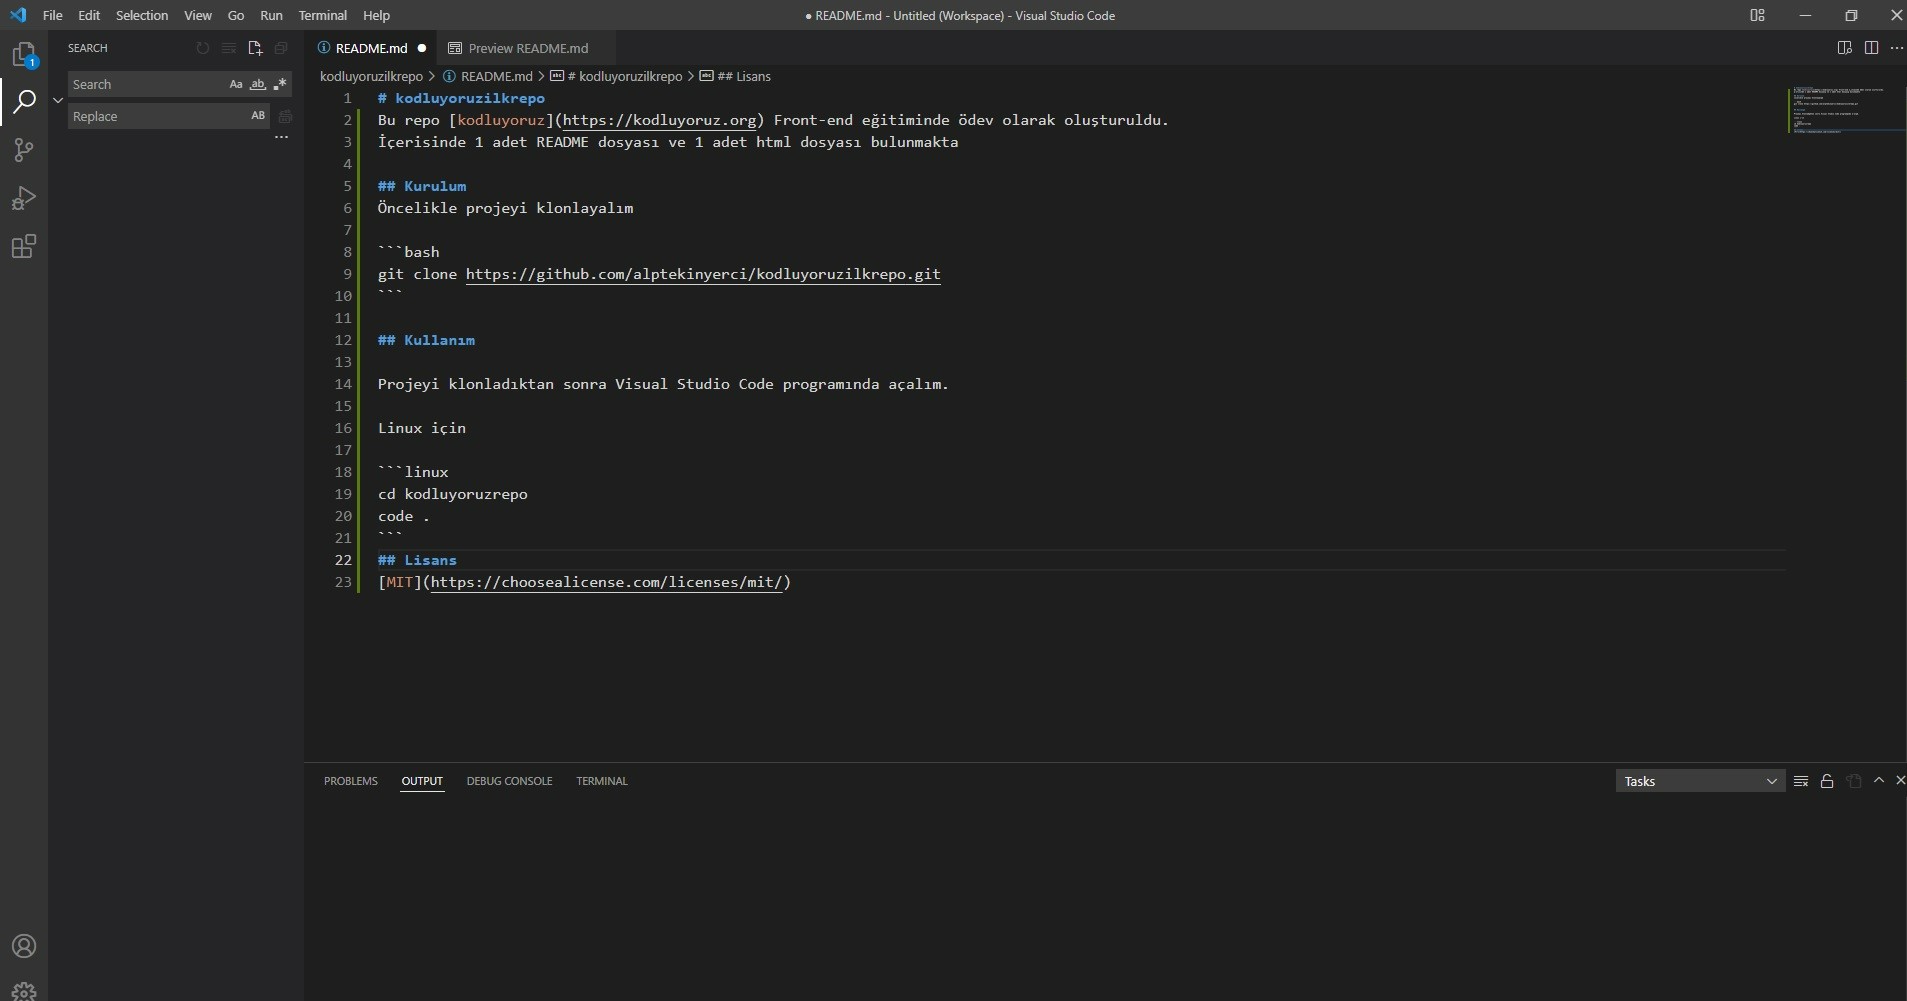 File Edit Selection View Go Run Terminal Help
● README.md - Untitled (Workspace) - Visual Studio Code
1
SEARCH
Search Aa ab, .*
Replace AB
...
README.md ● Preview README.md
kodluyoruzilkrepo > README.md > # kodluyoruzilkrepo > ## Lisans
1 # kodluyoruzilkrepo
2 Bu repo [kodluyoruz](https://kodluyoruz.org) Front-end eğitiminde ödev olarak oluşturuldu.
3 İçerisinde 1 adet README dosyası ve 1 adet html dosyası bulunmakta
4
5 ## Kurulum
6 Öncelikle projeyi klonlayalım
7
8 ```bash
9 git clone https://github.com/alptekinyerci/kodluyoruzilkrepo.git
10 ```
11
12 ## Kullanım
13
14 Projeyi klonladıktan sonra Visual Studio Code programında açalım.
15
16 Linux için
17
18 ```linux
19 cd kodluyoruzrepo
20 code .
21 ```
22 ## Lisans
23 [MIT](https://choosealicense.com/licenses/mit/)
PROBLEMS OUTPUT DEBUG CONSOLE TERMINAL
Tasks